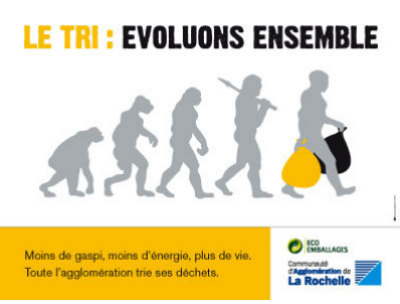 LE TRI : EVOLUONS ENSEMBLE
Moins de gaspi, moins d'énergie, plus de vie.
Toute l'agglomération trie ses déchets.
ECO
EMBALLAGES
Communauté
d'Agglomération de
La Rochelle